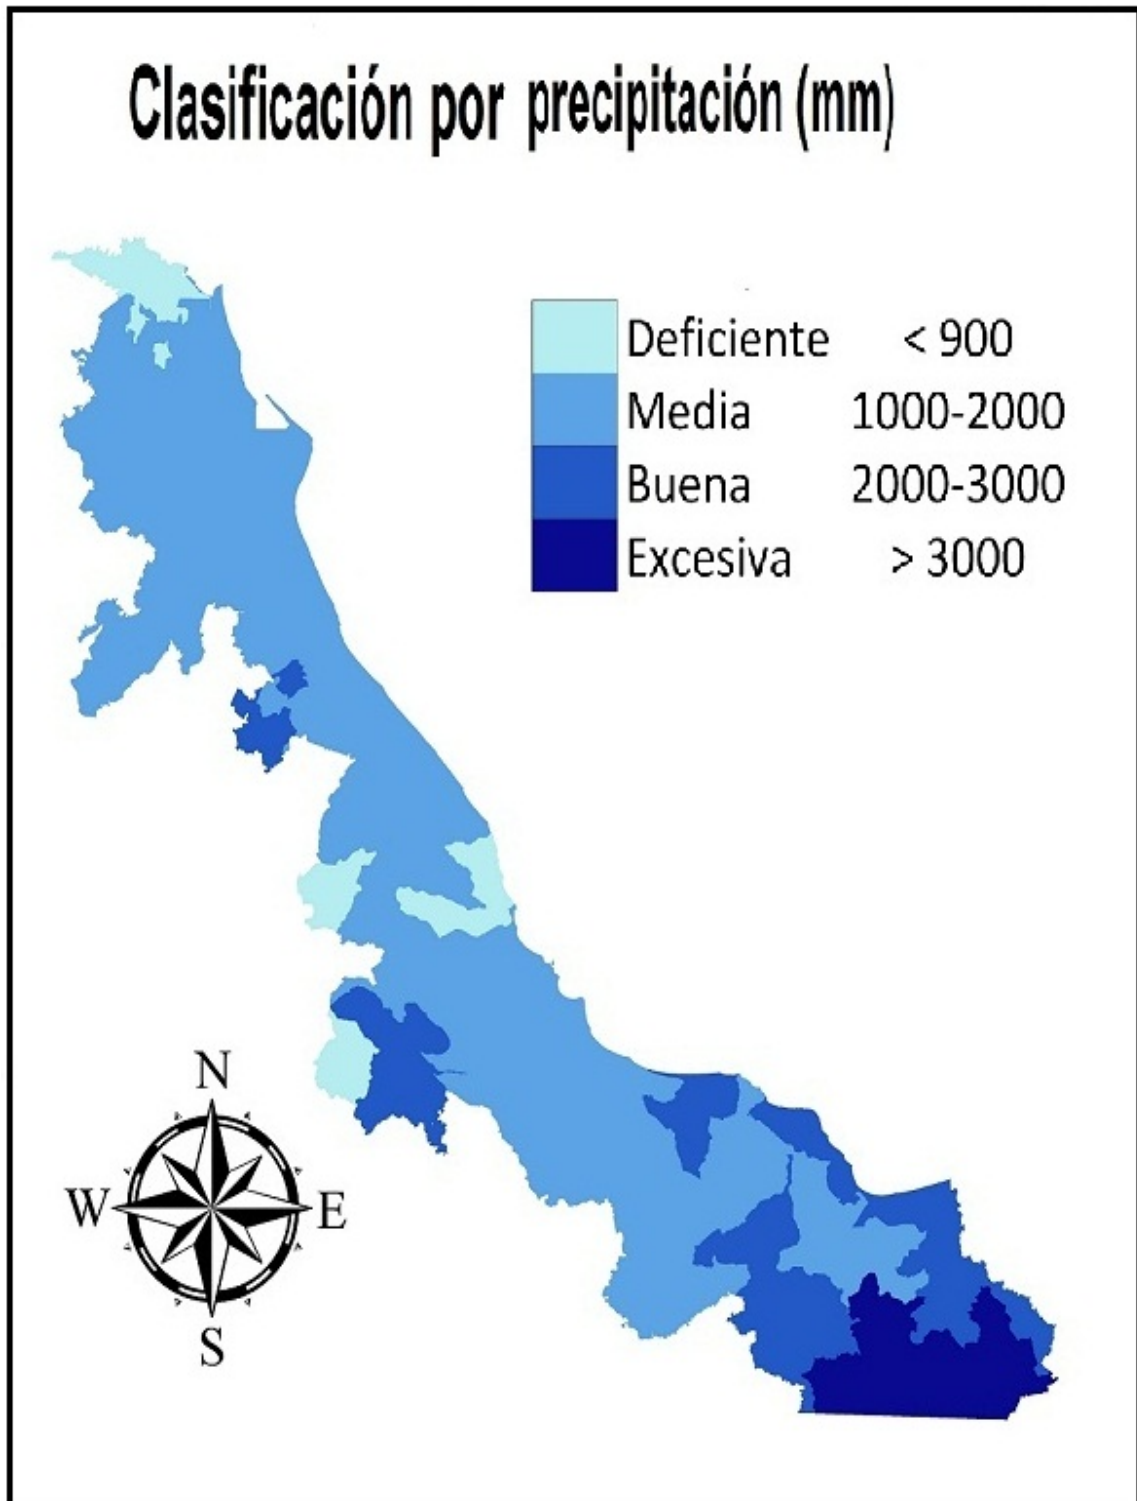 Clasificación por precipitación (mm)
Deficiente < 900
Media 1000-2000
Buena 2000-3000
Excesiva > 3000
N
W E
S